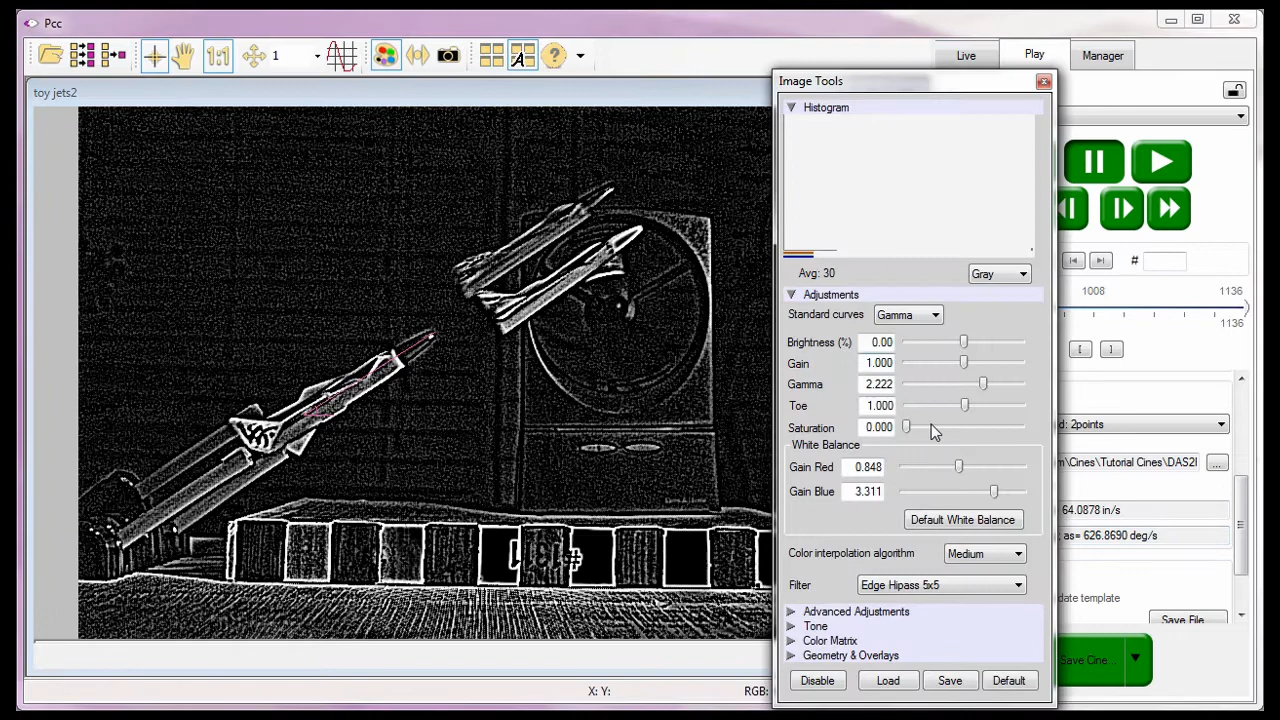 Pcc
1:1
1
A
?
Live
Play
Manager
toy jets2
Image Tools
Histogram
Avg: 30
Gray
#
1008
1136
1136
[
]
Adjustments
Standard curves
Gamma
Brightness (%)
0.00
Gain
1.000
Gamma
2.222
Toe
1.000
Saturation
0.000
d: 2points
White Balance
Gain Red
0.848
m\Cines\Tutorial Cines\DAS2I
...
Gain Blue
3.311
64.0878 in/s
Default White Balance
as= 626.8690 deg/s
Color interpolation algorithm
Medium
Filter
Edge Hipass 5x5
date template
Advanced Adjustments
Save File
Tone
Color Matrix
Geometry & Overlays
Save Cine...
Disable
Load
Save
Default
X: Y:
RGB: